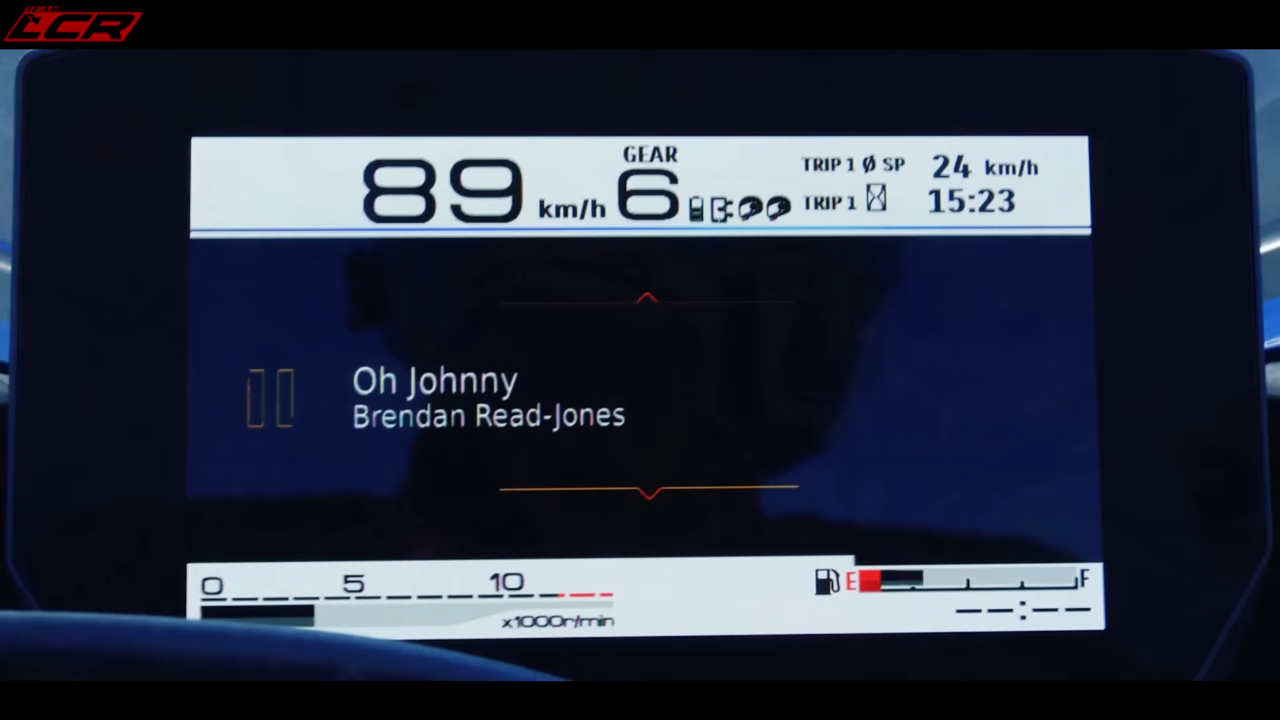 LCR
GEAR
89 km/h 6
TRIP 1 Ø SP 24 km/h
TRIP 1 15:23
Oh Johnny
Brendan Read-Jones
0 5 10
x1000r/min
E F
--:--